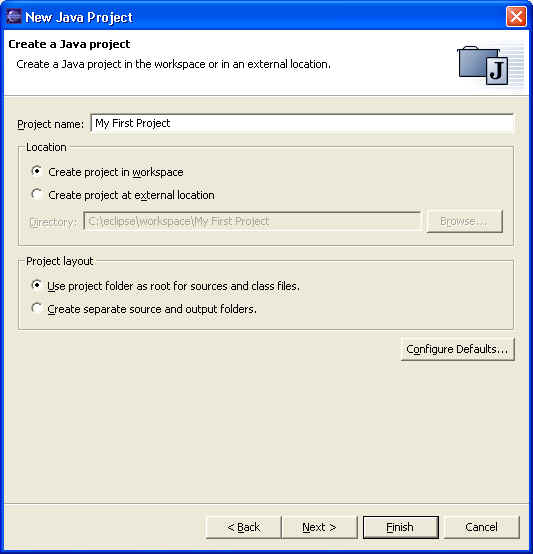 New Java Project
Create a Java project
Create a Java project in the workspace or in an external location.
J
Project name: My First Project
Location
Create project in workspace
Create project at external location
Directory: C:\eclipse\workspace\My First Project Browse...
Project layout
Use project folder as root for sources and class files.
Create separate source and output folders.
Configure Defaults...
< Back Next > Finish Cancel